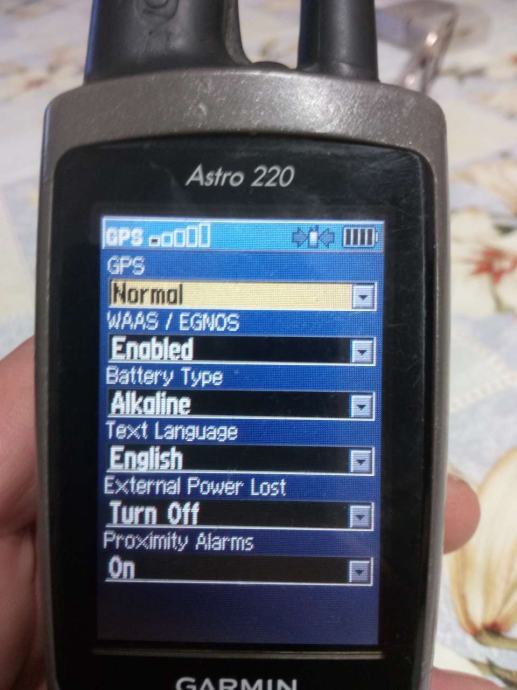 Astro 220
GPS
GPS
Normal
WAAS / EGNOS
Enabled
Battery Type
Alkaline
Text Language
English
External Power Lost
Turn Off
Proximity Alarms
On
GARMIN